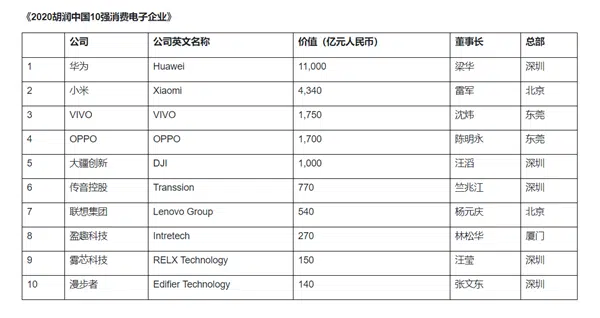 《2020胡润中国10强消费电子企业》
公司 公司英文名称 价值（亿元人民币） 董事长 总部
1 华为 Huawei 11,000 梁华 深圳
2 小米 Xiaomi 4,340 雷军 北京
3 VIVO VIVO 1,750 沈炜 东莞
4 OPPO OPPO 1,700 陈明永 东莞
5 大疆创新 DJI 1,000 汪滔 深圳
6 传音控股 Transsion 770 竺兆江 深圳
7 联想集团 Lenovo Group 540 杨元庆 北京
8 盈趣科技 Intretech 270 林松华 厦门
9 雾芯科技 RELX Technology 150 汪莹 深圳
10 漫步者 Edifier Technology 140 张文东 深圳